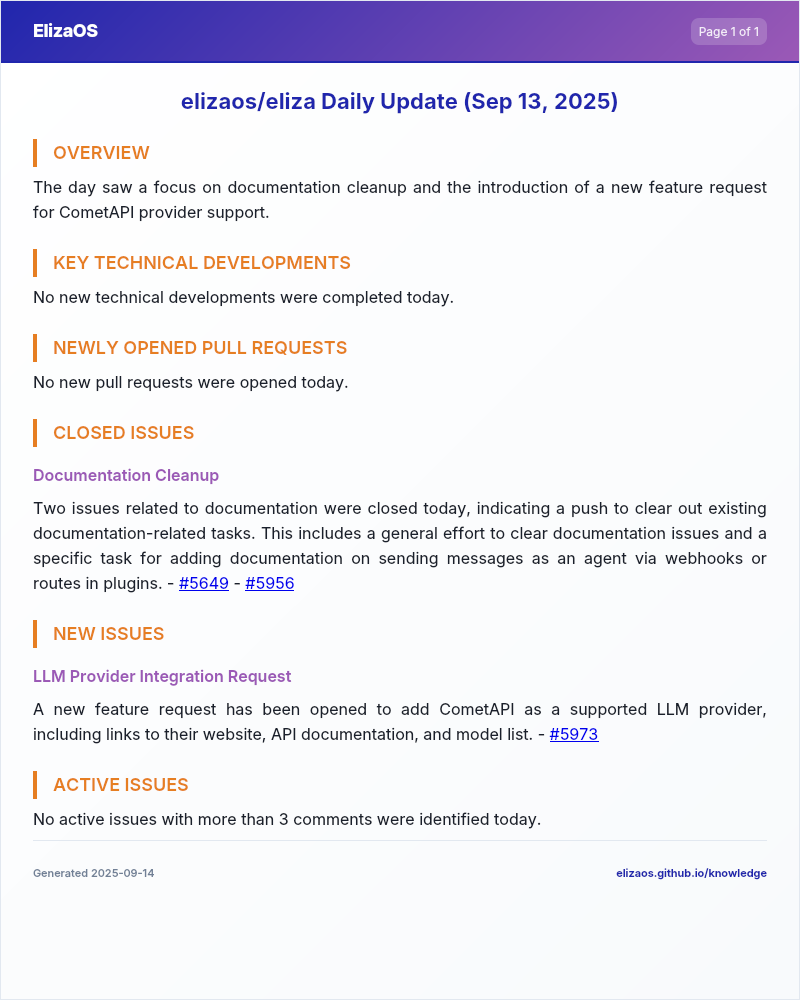 ElizaOS
Page 1 of 1
elizaos/eliza Daily Update (Sep 13, 2025)
OVERVIEW
The day saw a focus on documentation cleanup and the introduction of a new feature request
for CometAPI provider support.
KEY TECHNICAL DEVELOPMENTS
No new technical developments were completed today.
NEWLY OPENED PULL REQUESTS
No new pull requests were opened today.
CLOSED ISSUES
Documentation Cleanup
Two issues related to documentation were closed today, indicating a push to clear out existing
documentation-related tasks. This includes a general effort to clear documentation issues and a
specific task for adding documentation on sending messages as an agent via webhooks or
routes in plugins. - #5649 - #5956
NEW ISSUES
LLM Provider Integration Request
A new feature request has been opened to add CometAPI as a supported LLM provider,
including links to their website, API documentation, and model list. - #5973
ACTIVE ISSUES
No active issues with more than 3 comments were identified today.
Generated 2025-09-14
elizaos.github.io/knowledge